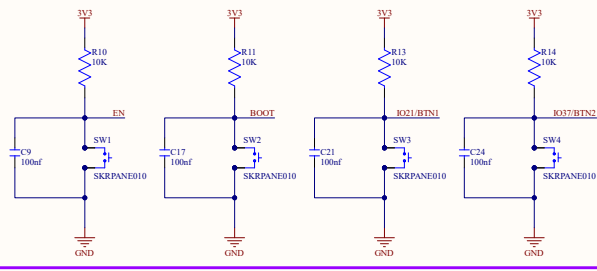 3V3 3V3 3V3 3V3
R10 R11 R13 R14
10K 10K 10K 10K
EN BOOT IO21/BTN1 IO37/BTN2
SW1 SW2 SW3 SW4
C9 C17 C21 C24
100nf 100nf 100nf 100nf
SKRPANE010 SKRPANE010 SKRPANE010 SKRPANE010
GND GND GND GND